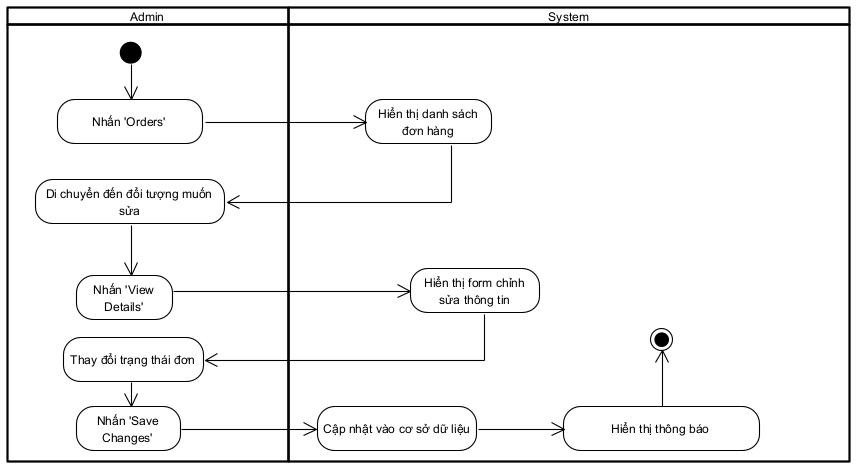 Admin
System
Nhấn 'Orders'
Hiển thị danh sách
đơn hàng
Di chuyển đến đối tượng muốn
sửa
Nhấn 'View
Details'
Hiển thị form chỉnh
sửa thông tin
Thay đổi trạng thái đơn
Nhấn 'Save
Changes'
Cập nhật vào cơ sở dữ liệu
Hiển thị thông báo